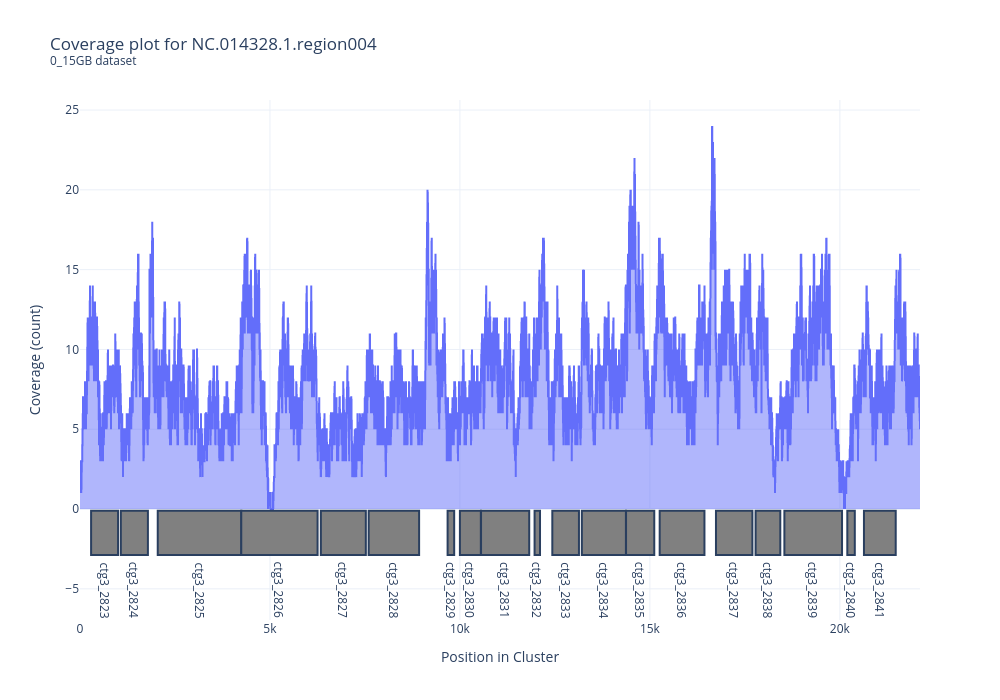 Coverage plot for NC.014328.1.region004
0_15GB dataset
25
20
15
10
5
0
−5
Coverage (count)
ctg3_2823
ctg3_2824
ctg3_2825
ctg3_2826
ctg3_2827
ctg3_2828
ctg3_2829
ctg3_2830
ctg3_2831
ctg3_2832
ctg3_2833
ctg3_2834
ctg3_2835
ctg3_2836
ctg3_2837
ctg3_2838
ctg3_2839
ctg3_2840
ctg3_2841
0
5k
10k
15k
20k
Position in Cluster